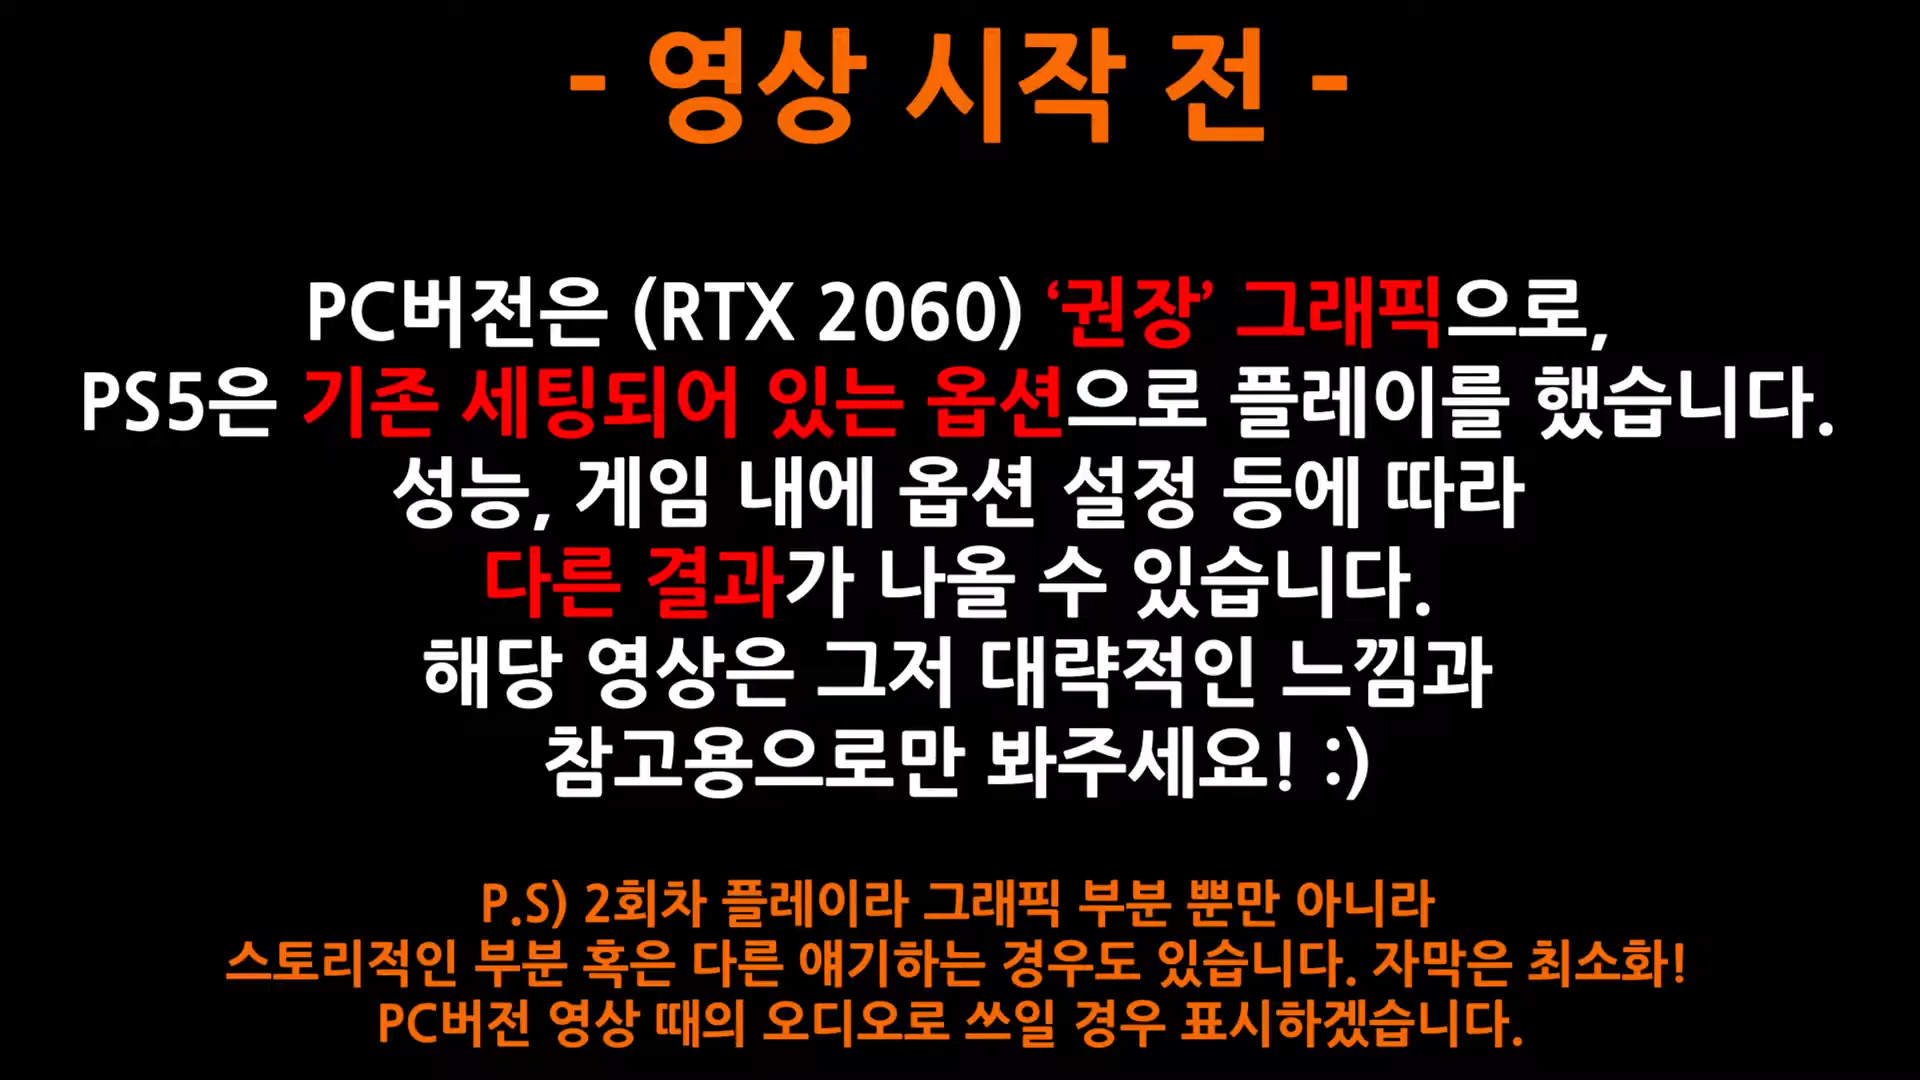 - 영상 시작 전 -
PC버전은 (RTX 2060) ‘권장’ 그래픽으로,
PS5은 기존 세팅되어 있는 옵션으로 플레이를 했습니다.
성능, 게임 내에 옵션 설정 등에 따라
다른 결과가 나올 수 있습니다.
해당 영상은 그저 대략적인 느낌과
참고용으로만 봐주세요! :)
P.S) 2회차 플레이라 그래픽 부분 뿐만 아니라
스토리적인 부분 혹은 다른 얘기하는 경우도 있습니다. 자막은 최소화!
PC버전 영상 때의 오디오로 쓰일 경우 표시하겠습니다.